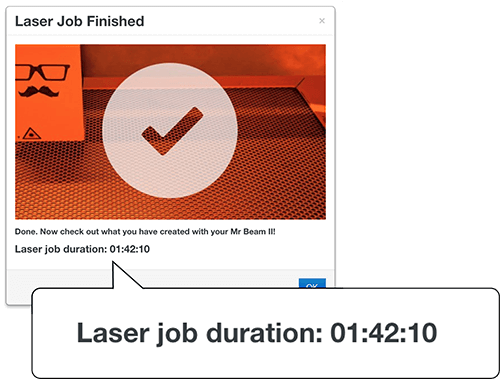 Laser Job Finished
×
Done. Now check out what you have created with your Mr Beam II!
Laser job duration: 01:42:10
OK
Laser job duration: 01:42:10